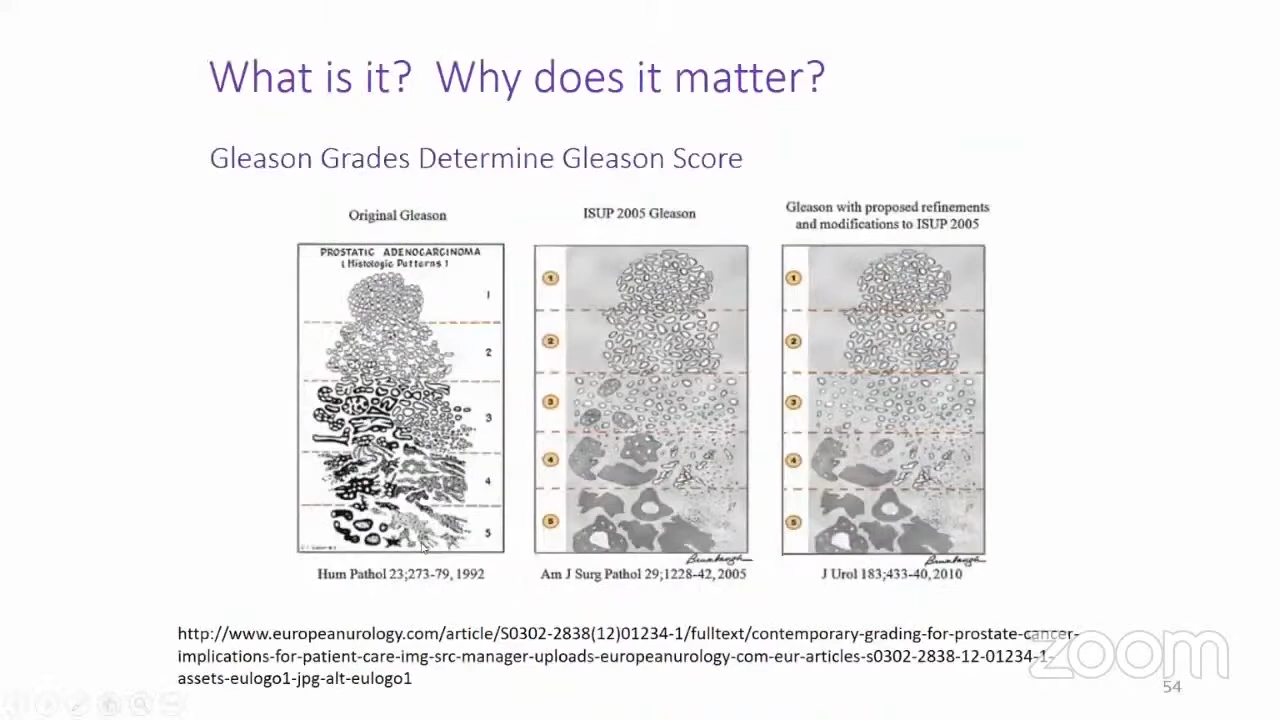 What is it? Why does it matter?
Gleason Grades Determine Gleason Score
Original Gleason
PROSTATIC ADENOCARCINOMA
(Histologic Patterns)
1
2
3
4
5
Hum Pathol 23;273-79, 1992
ISUP 2005 Gleason
1
2
3
4
5
Am J Surg Pathol 29;1228-42, 2005
Gleason with proposed refinements
and modifications to ISUP 2005
1
2
3
4
5
J Urol 183;433-40, 2010
http://www.europeanurology.com/article/S0302-2838(12)01234-1/fulltext/contemporary-grading-for-prostate-cancer-
implications-for-patient-care-img-src-manager-uploads-europeanurology-com-eur-articles-s0302-2838-12-01234-1-
assets-eulogo1-jpg-alt-eulogo1
zoom
54